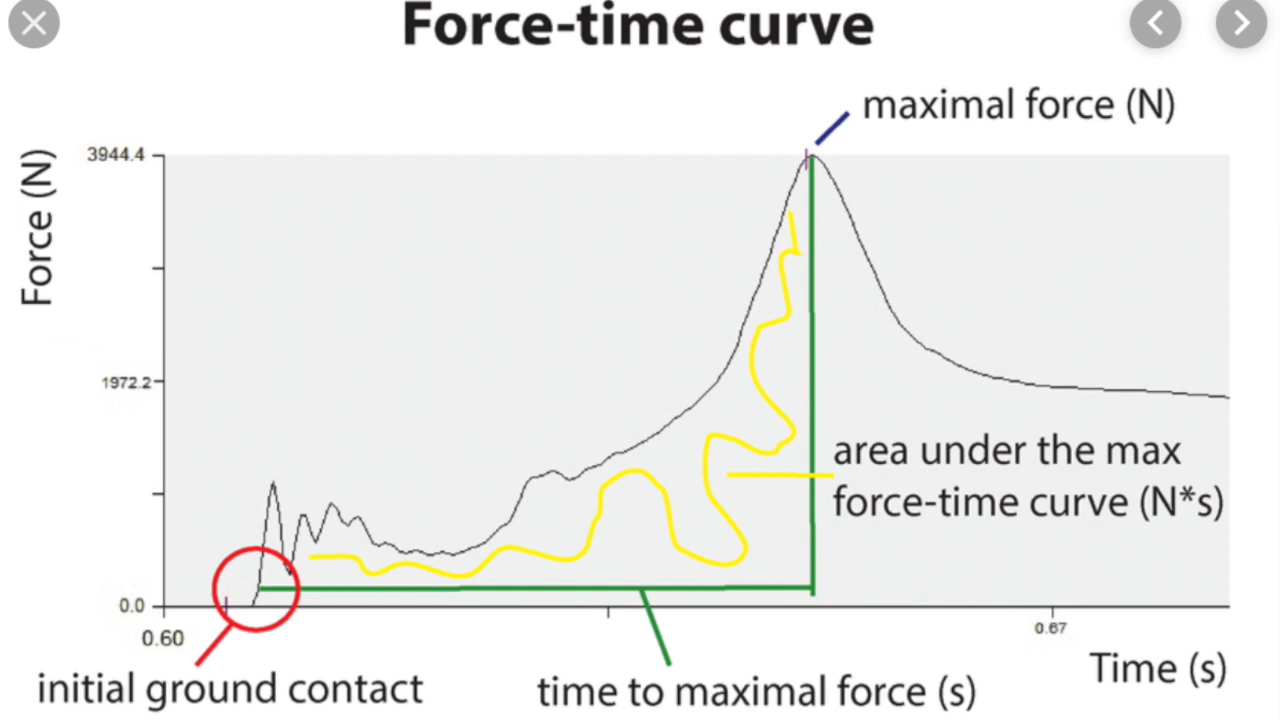 Force-time curve
maximal force (N)
3944.4
Force (N)
1972.2
area under the max
force-time curve (N*s)
0.0
0.60
0.67
Time (s)
initial ground contact
time to maximal force (s)